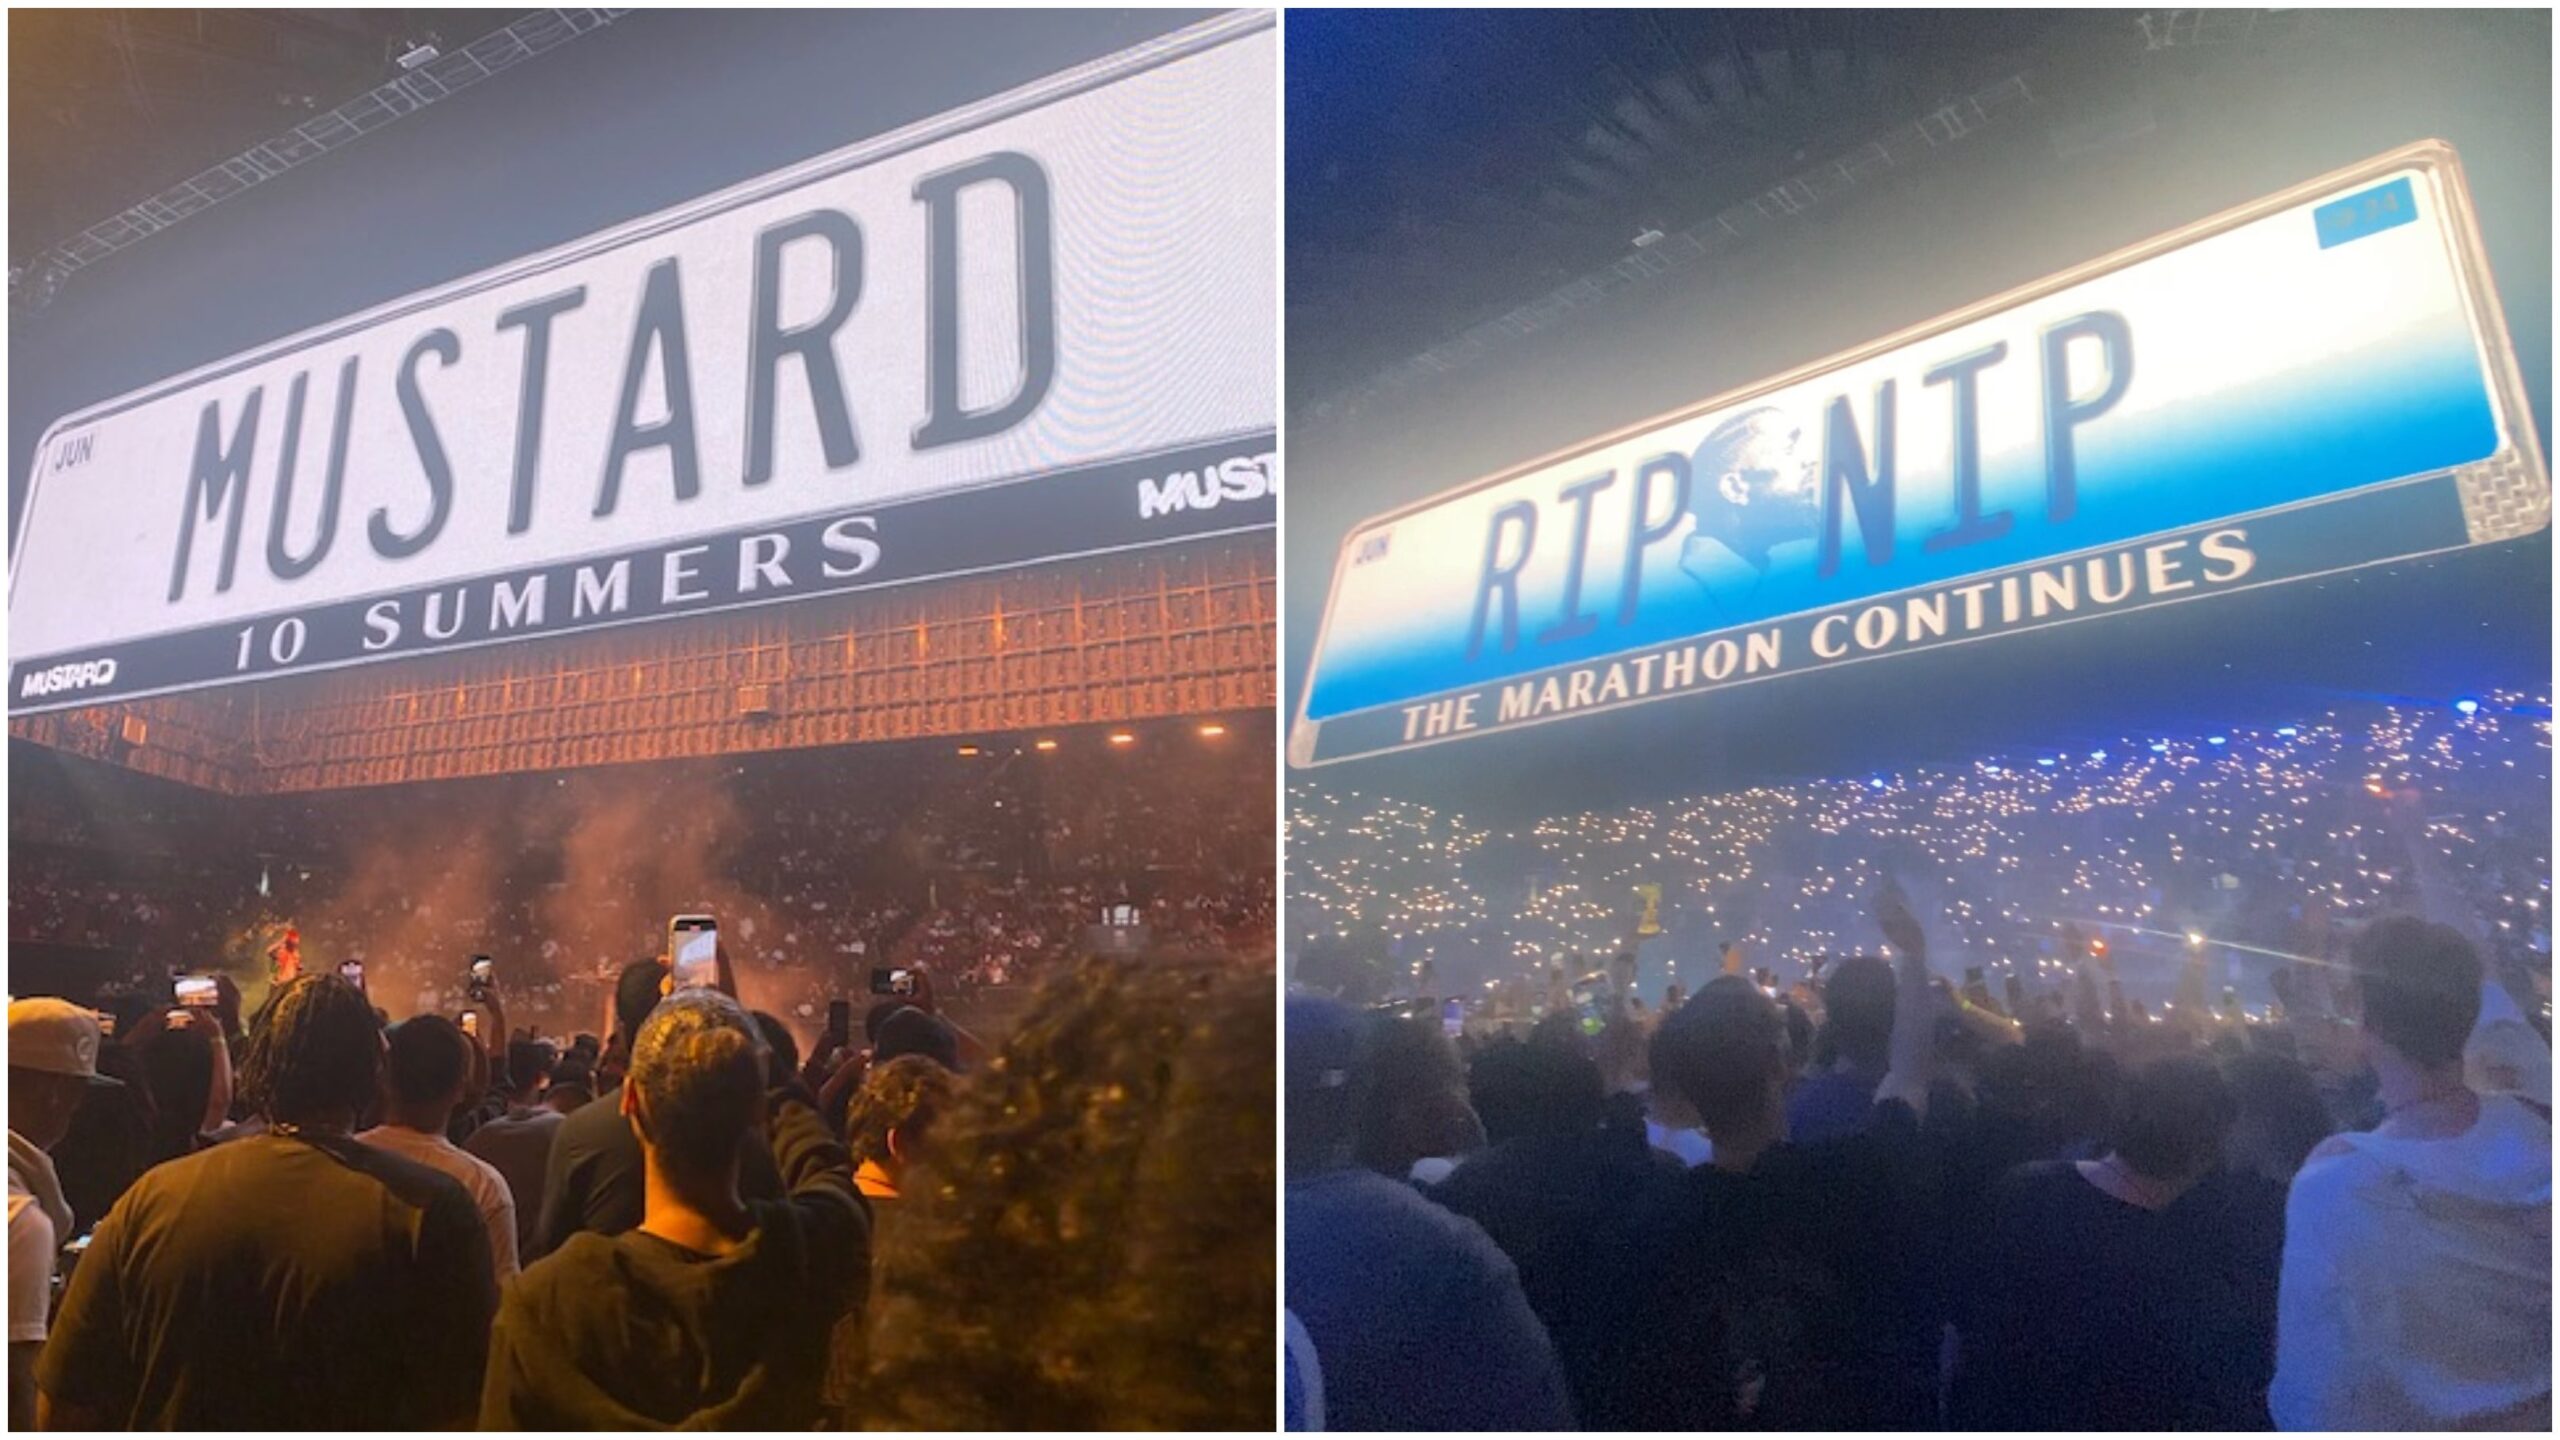 JUN
MUSTARD
MUSTARD 10 SUMMERS MUST
JUN
RIP NIP
THE MARATHON CONTINUES